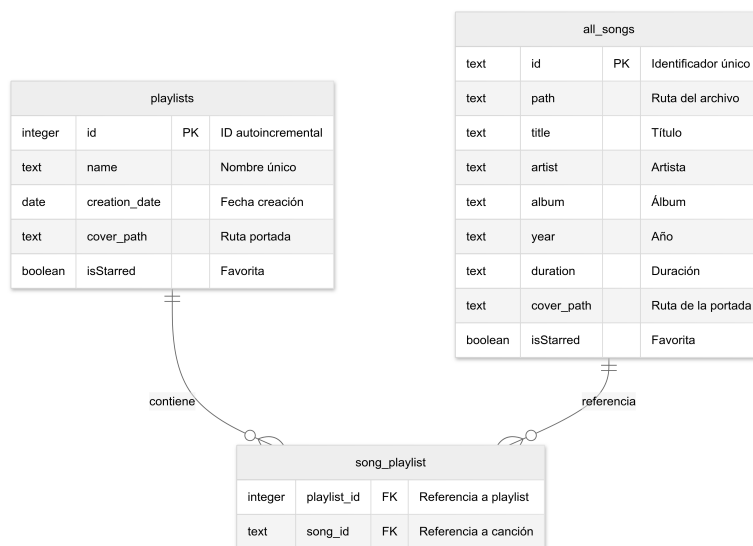 all_songs
text id PK Identificador único
text path Ruta del archivo
text title Título
text artist Artista
text album Álbum
text year Año
text duration Duración
text cover_path Ruta de la portada
boolean isStarred Favorita
playlists
integer id PK ID autoincremental
text name Nombre único
date creation_date Fecha creación
text cover_path Ruta portada
boolean isStarred Favorita
contiene
referencia
song_playlist
integer playlist_id FK Referencia a playlist
text song_id FK Referencia a canción